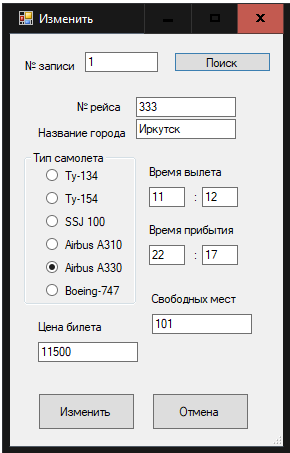 Изменить
№ записи 1 Поиск
№ рейса 333
Название города Иркутск
Тип самолета
Ту-134
Ту-154
SSJ 100
Airbus A310
Airbus A330
Boeing-747
Время вылета
11 : 12
Время прибытия
22 : 17
Свободных мест
101
Цена билета
11500
Изменить Отмена